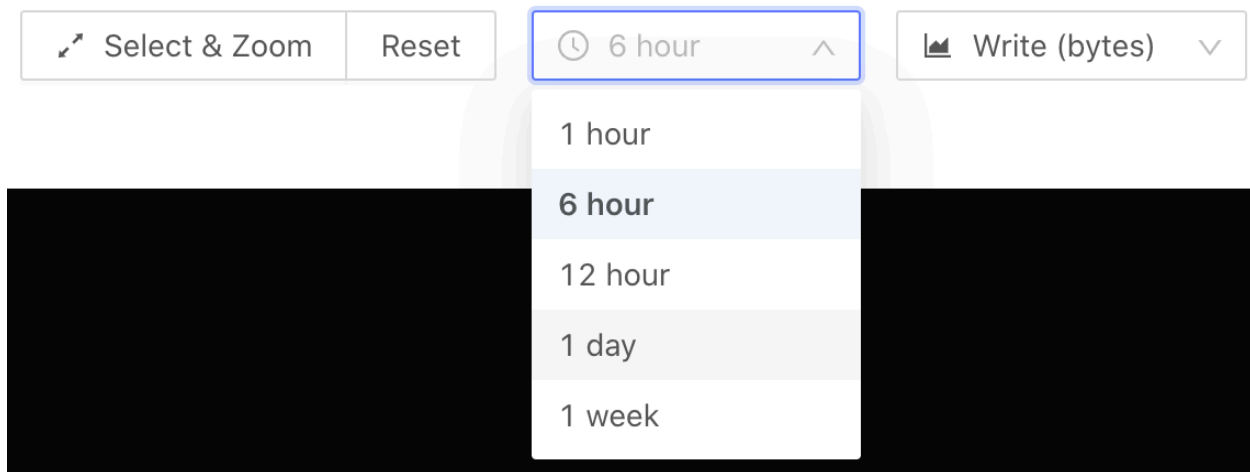 Select & Zoom Reset 6 hour Write (bytes)
1 hour
6 hour
12 hour
1 day
1 week